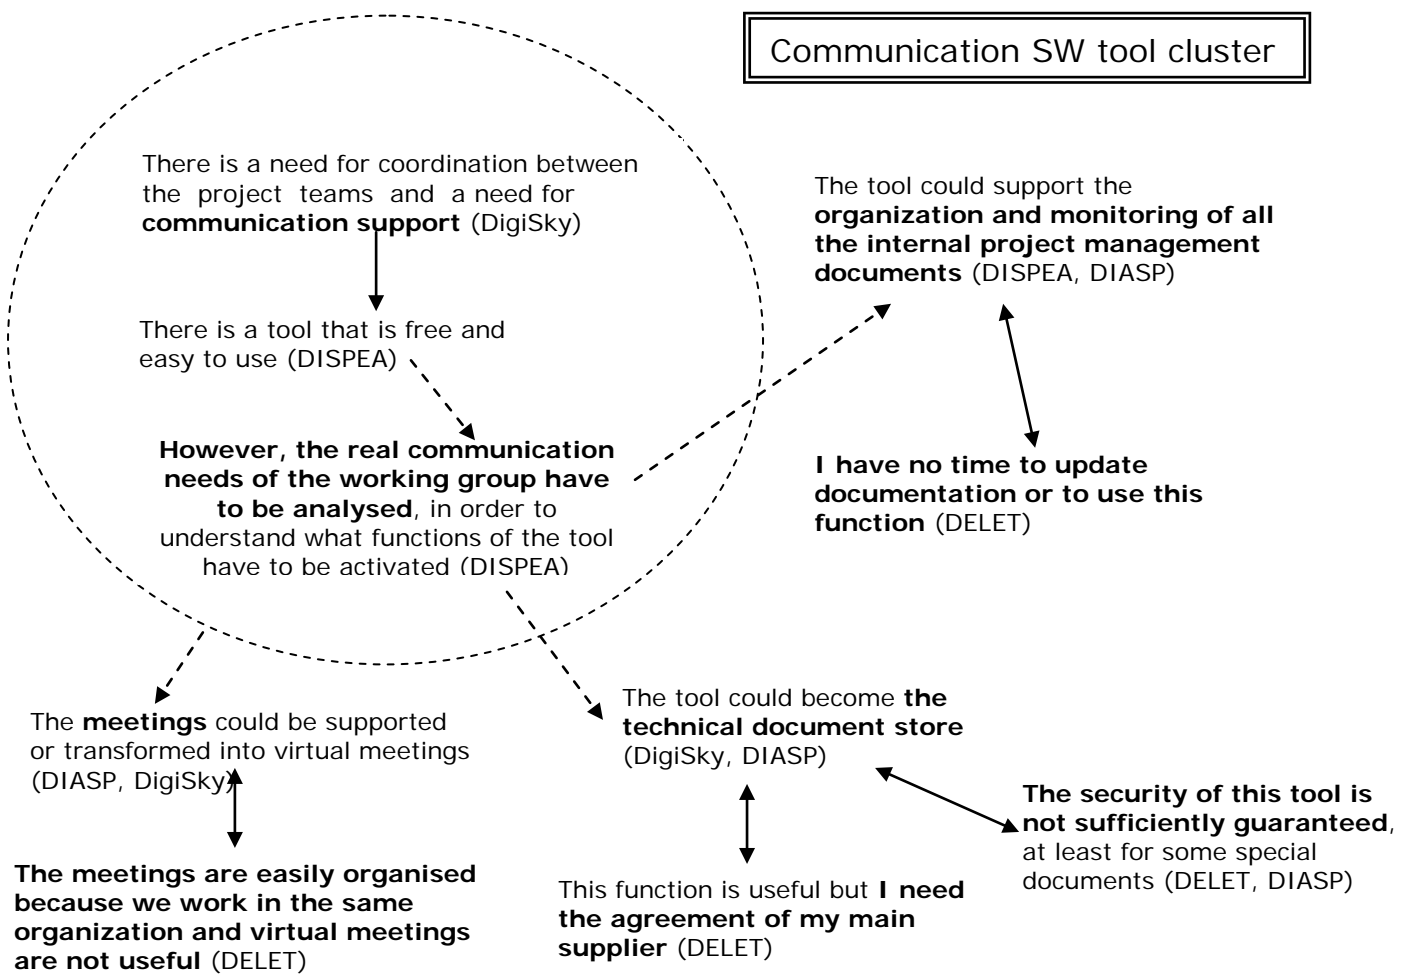 Communication SW tool cluster
There is a need for coordination between
the project teams and a need for
communication support (DigiSky)
There is a tool that is free and
easy to use (DISPEA)
However, the real communication
needs of the working group have
to be analysed, in order to
understand what functions of the tool
have to be activated (DISPEA)
The tool could support the
organization and monitoring of all
the internal project management
documents (DISPEA, DIASP)
I have no time to update
documentation or to use this
function (DELET)
The meetings could be supported
or transformed into virtual meetings
(DIASP, DigiSky)
The meetings are easily organised
because we work in the same
organization and virtual meetings
are not useful (DELET)
The tool could become the
technical document store
(DigiSky, DIASP)
This function is useful but I need
the agreement of my main
supplier (DELET)
The security of this tool is
not sufficiently guaranteed,
at least for some special
documents (DELET, DIASP)